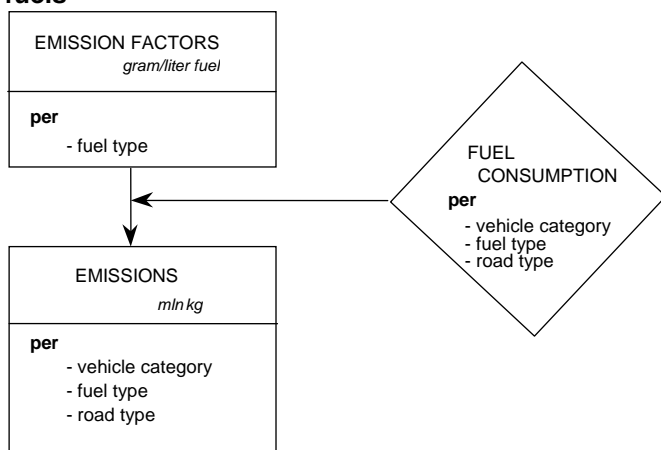 fuels
EMISSION FACTORS
gram/liter fuel
per
- fuel type
FUEL
CONSUMPTION
per
- vehicle category
- fuel type
- road type
EMISSIONS
mln kg
per
- vehicle category
- fuel type
- road type